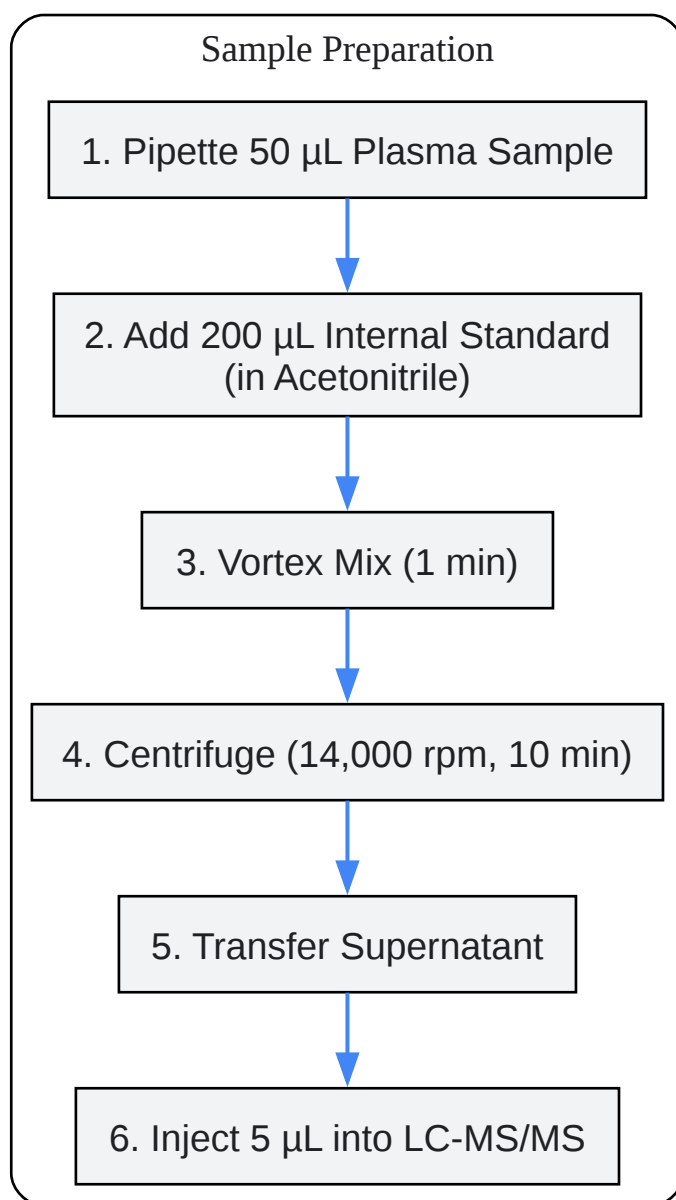 Sample Preparation
1. Pipette 50 µL Plasma Sample
2. Add 200 µL Internal Standard
(in Acetonitrile)
3. Vortex Mix (1 min)
4. Centrifuge (14,000 rpm, 10 min)
5. Transfer Supernatant
6. Inject 5 µL into LC-MS/MS